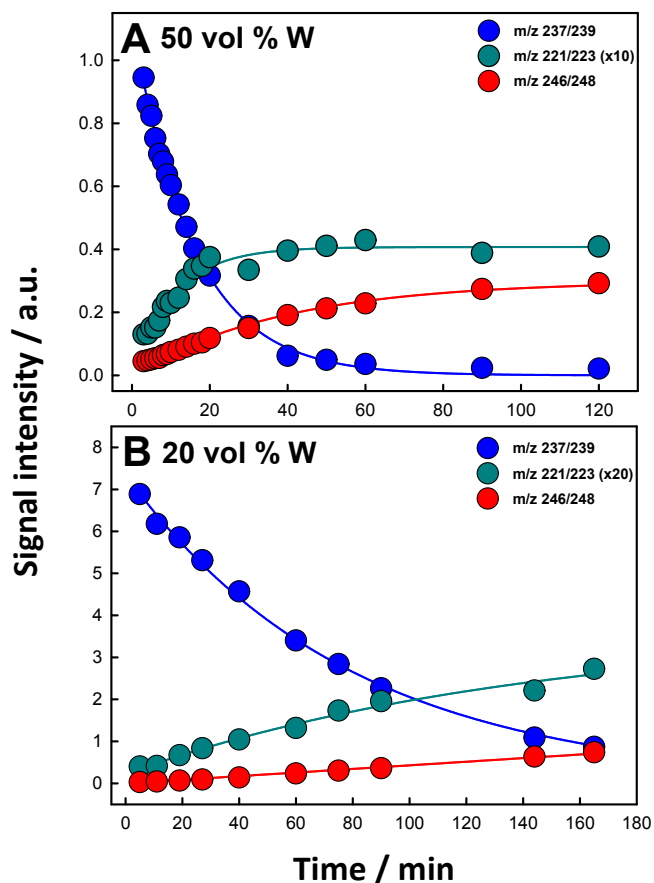 A 50 vol % W
m/z 237/239
m/z 221/223 (x10)
m/z 246/248
1.0
0.8
0.6
0.4
0.2
0.0
0 20 40 60 80 100 120
B 20 vol % W
m/z 237/239
m/z 221/223 (x20)
m/z 246/248
8
7
6
5
4
3
2
1
0
0 20 40 60 80 100 120 140 160 180
Signal intensity / a.u.
Time / min